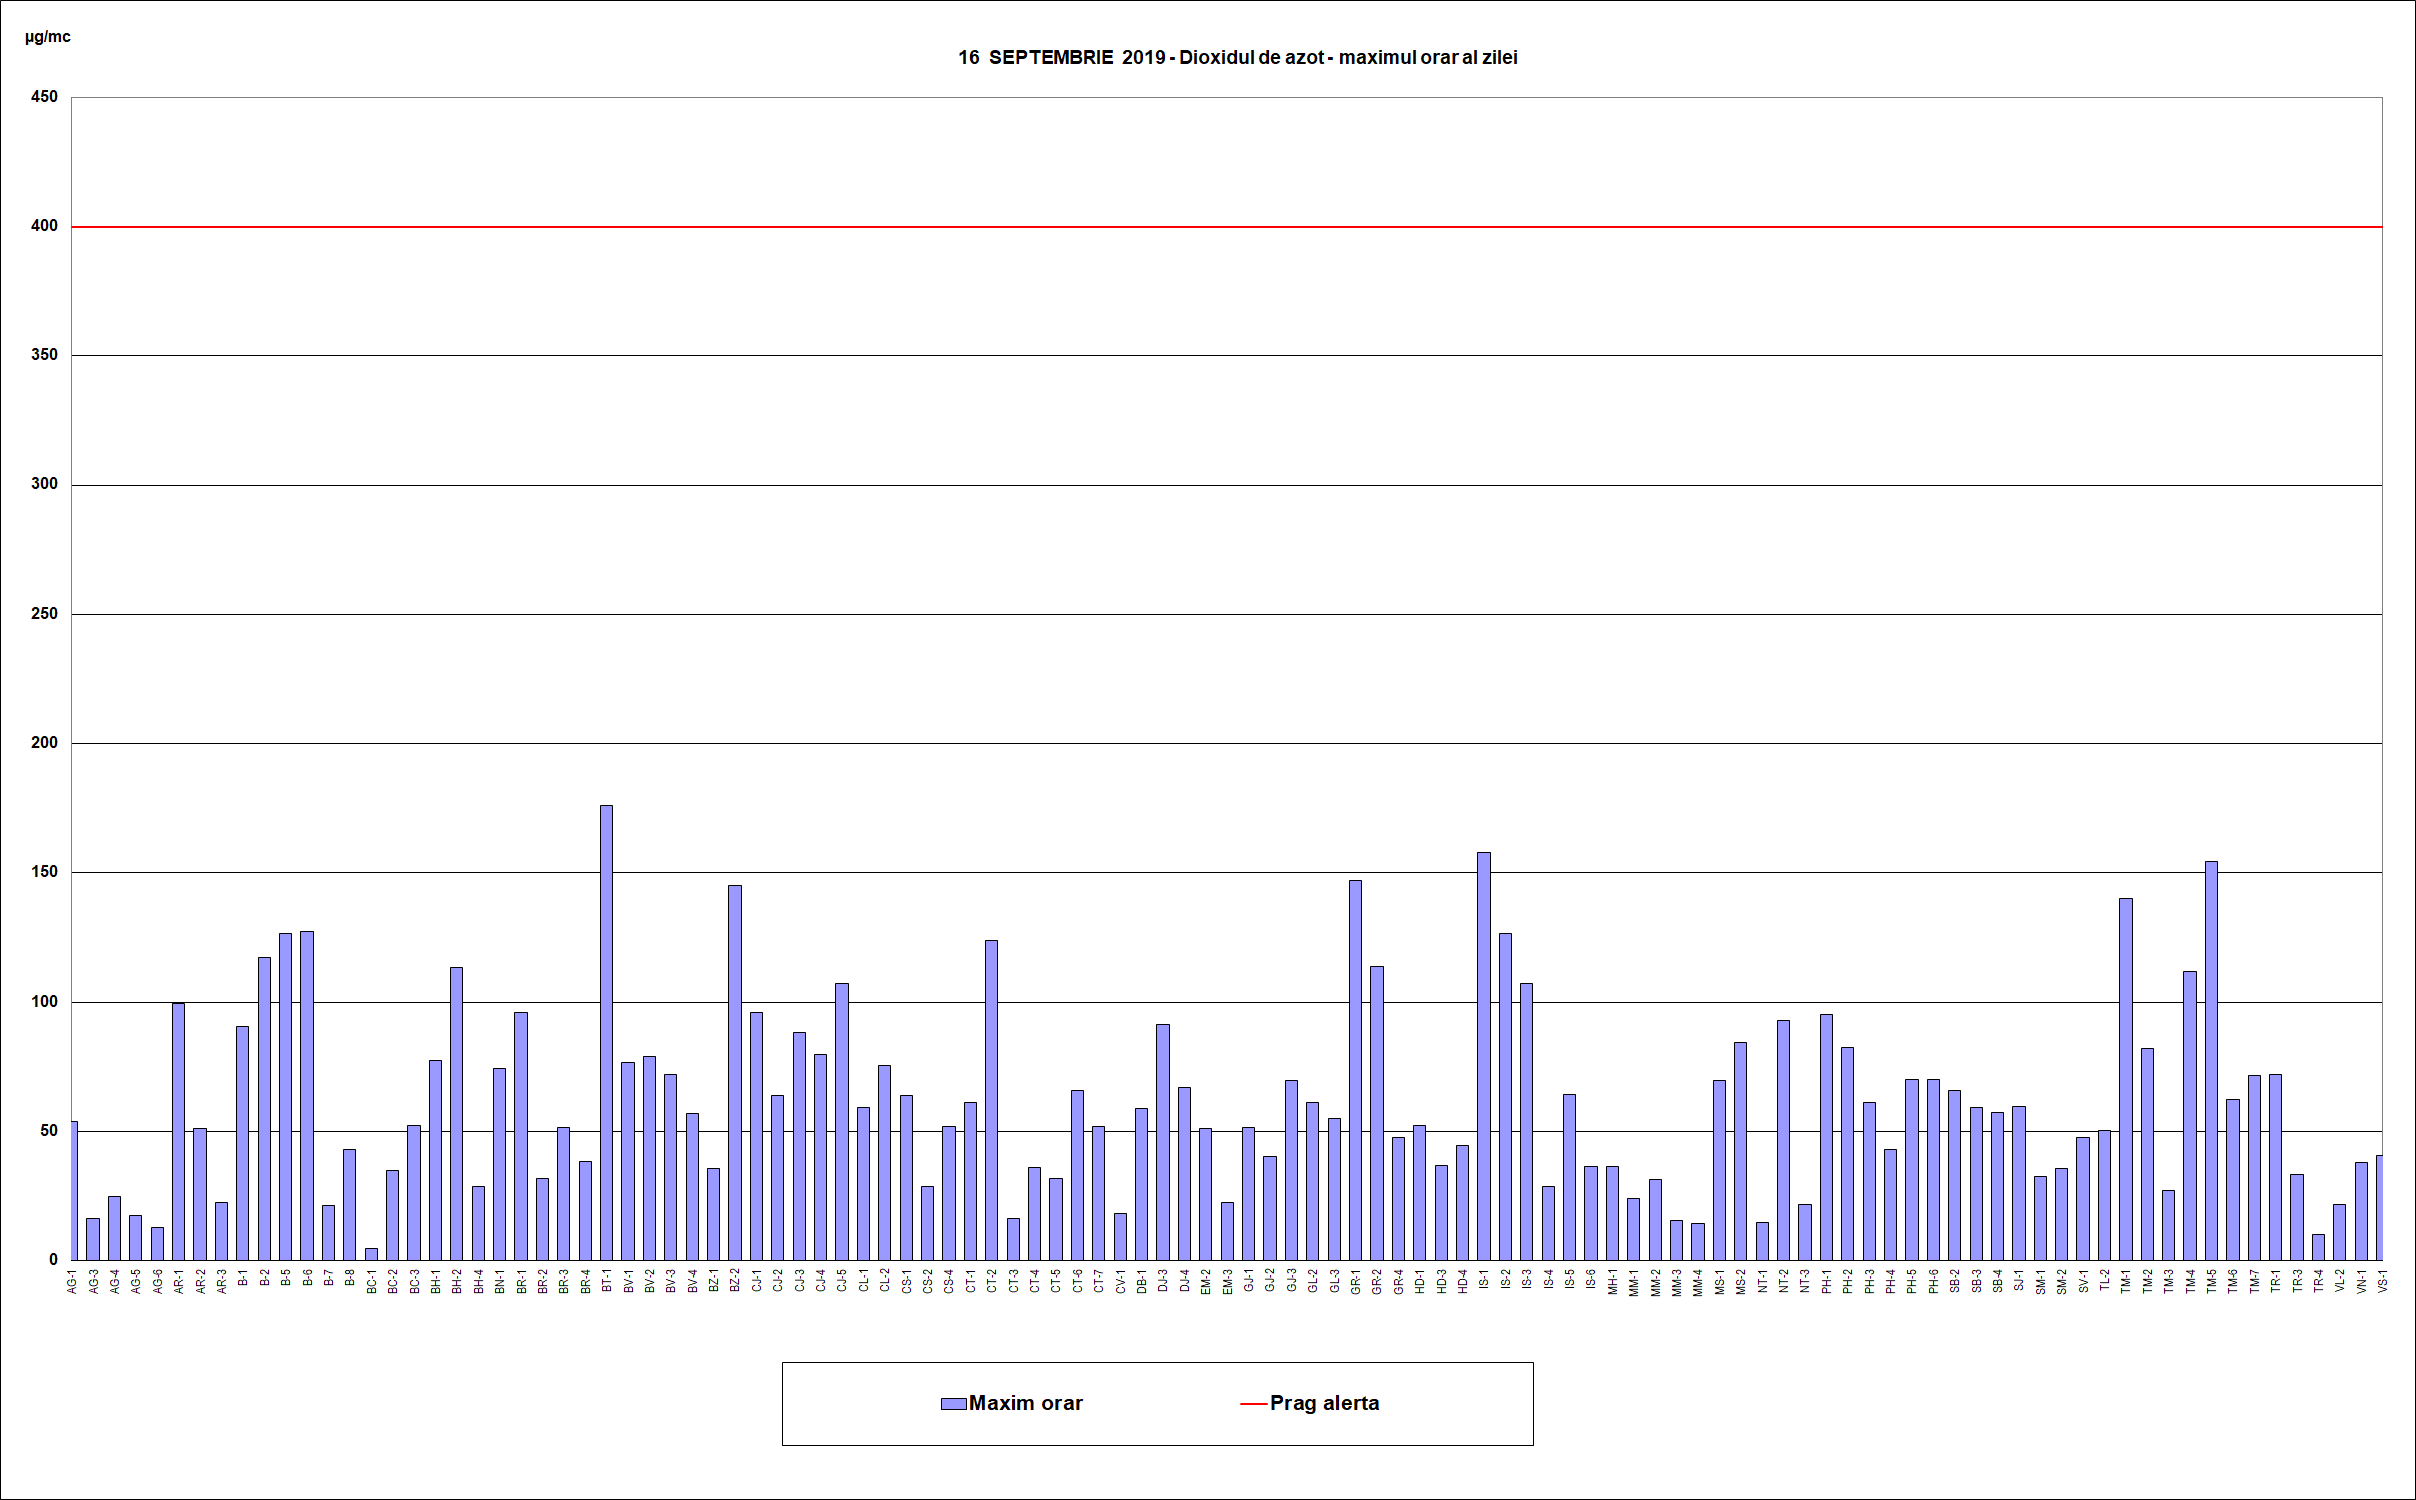 µg/mc
16 SEPTEMBRIE 2019 - Dioxidul de azot - maximul orar al zilei
450
400
350
300
250
200
150
100
50
0
AG-1
AG-3
AG-4
AG-5
AG-6
AR-1
AR-2
AR-3
B-1
B-2
B-5
B-6
B-7
B-8
BC-1
BC-2
BC-3
BH-1
BH-2
BH-4
BN-1
BR-1
BR-2
BR-3
BR-4
BT-1
BV-1
BV-2
BV-3
BV-4
BZ-1
BZ-2
CJ-1
CJ-2
CJ-3
CJ-4
CJ-5
CL-1
CL-2
CS-1
CS-2
CS-4
CT-1
CT-2
CT-3
CT-4
CT-5
CT-6
CT-7
CV-1
DB-1
DJ-3
DJ-4
EM-2
EM-3
GJ-1
GJ-2
GJ-3
GL-2
GL-3
GR-1
GR-2
GR-4
HD-1
HD-3
HD-4
IS-1
IS-2
IS-3
IS-4
IS-5
IS-6
MH-1
MM-1
MM-2
MM-3
MM-4
MS-1
MS-2
NT-1
NT-2
NT-3
PH-1
PH-2
PH-3
PH-4
PH-5
PH-6
SB-2
SB-3
SB-4
SJ-1
SM-1
SM-2
SV-1
TL-2
TM-1
TM-2
TM-3
TM-4
TM-5
TM-6
TM-7
TR-1
TR-3
TR-4
VL-2
VN-1
VS-1
Maxim orar
Prag alerta